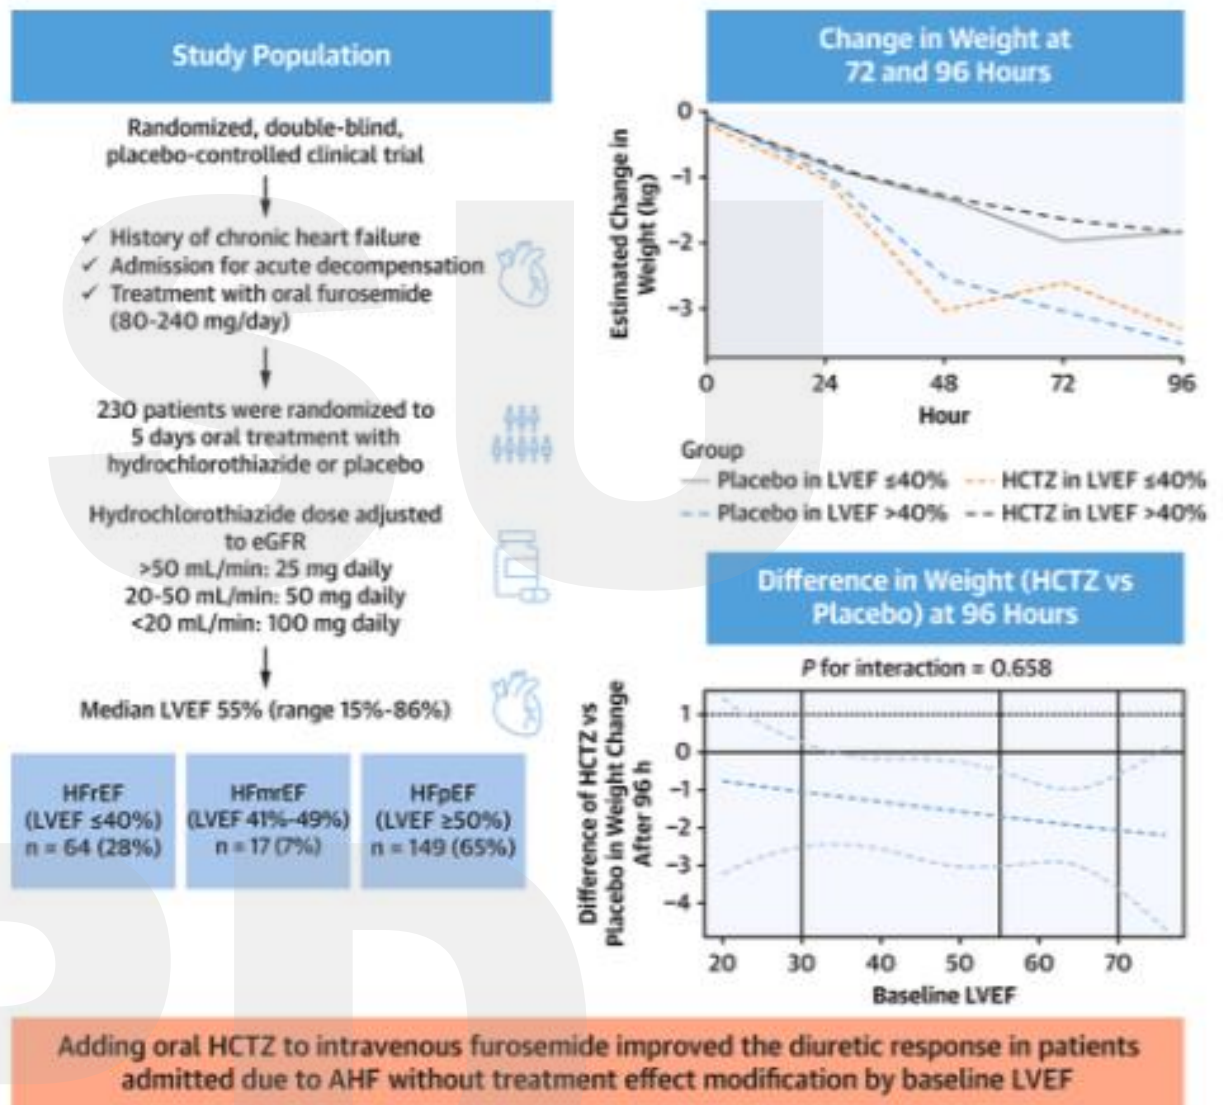 Study Population
Randomized, double-blind,
placebo-controlled clinical trial
✓ History of chronic heart failure
✓ Admission for acute decompensation
✓ Treatment with oral furosemide
(80-240 mg/day)
230 patients were randomized to
5 days oral treatment with
hydrochlorothiazide or placebo
Hydrochlorothiazide dose adjusted
to eGFR
>50 mL/min: 25 mg daily
20-50 mL/min: 50 mg daily
<20 mL/min: 100 mg daily
Median LVEF 55% (range 15%-86%)
HFrEF
(LVEF ≤40%)
n = 64 (28%)
HFmrEF
(LVEF 41%-49%)
n = 17 (7%)
HFpEF
(LVEF ≥50%)
n = 149 (65%)
Change in Weight at
72 and 96 Hours
Estimated Change in
Weight (kg)
0
-1
-2
-3
0 24 48 72 96
Hour
Group
Placebo in LVEF ≤40% HCTZ in LVEF ≤40%
Placebo in LVEF >40% HCTZ in LVEF >40%
Difference in Weight (HCTZ vs
Placebo) at 96 Hours
P for interaction = 0.658
Difference of HCTZ vs
Placebo in Weight Change
After 96 h
1
0
-1
-2
-3
-4
20 30 40 50 60 70
Baseline LVEF
Adding oral HCTZ to intravenous furosemide improved the diuretic response in patients
admitted due to AHF without treatment effect modification by baseline LVEF